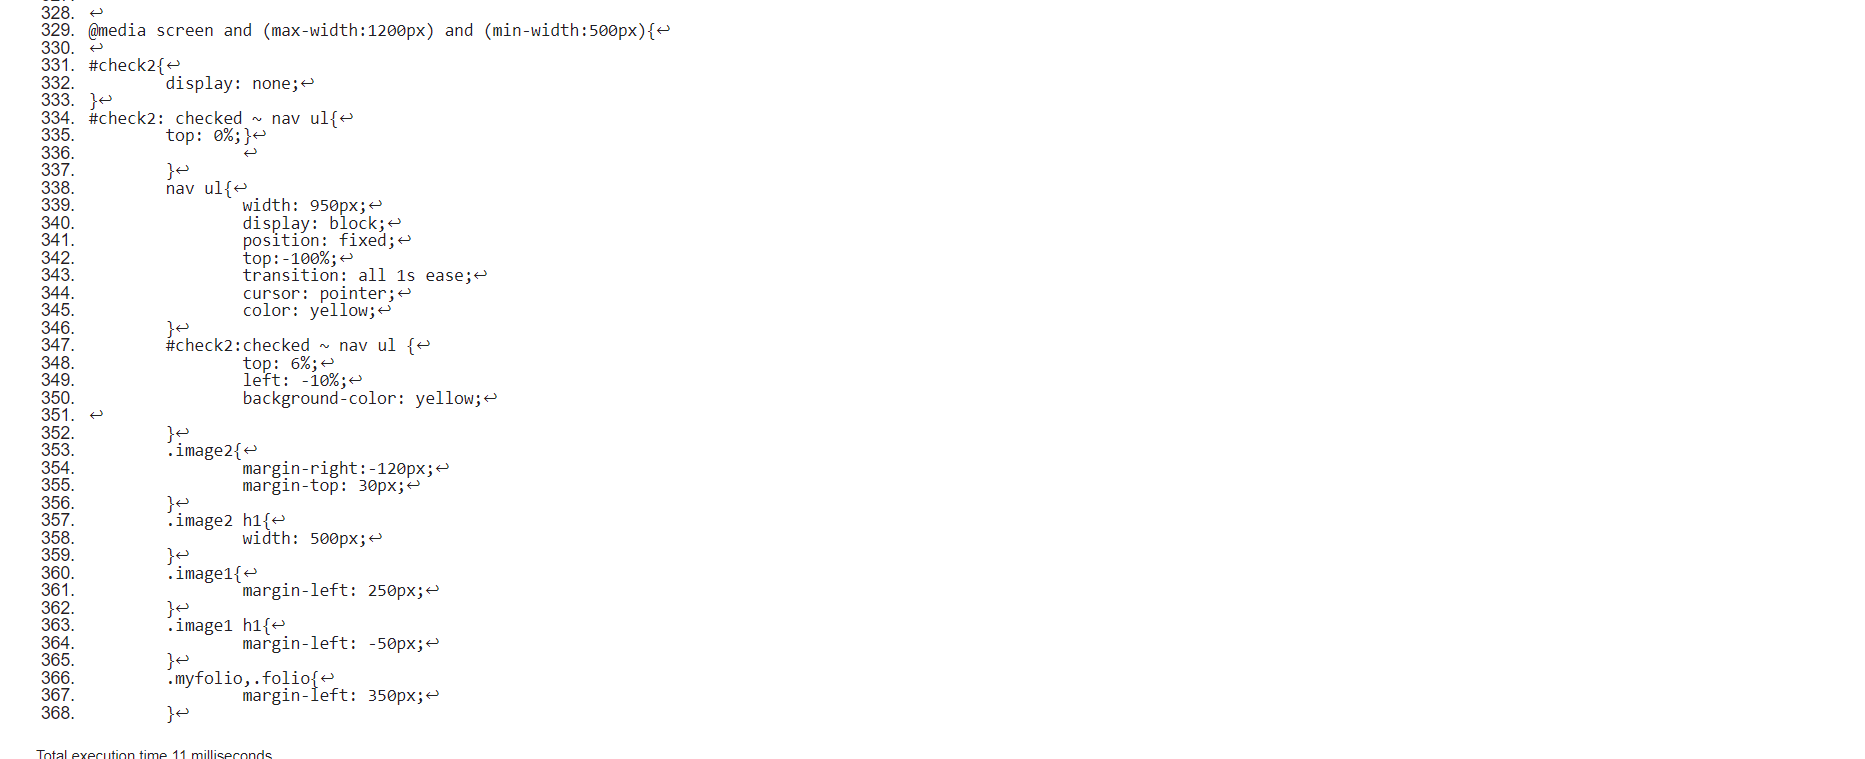 328. ↩
329. @media screen and (max-width:1200px) and (min-width:500px){↩
330. ↩
331. #check2{↩
332. display: none;↩
333. }↩
334. #check2: checked ~ nav ul{↩
335. top: 0%;}↩
336. ↩
337. }↩
338. nav ul{↩
339. width: 950px;↩
340. display: block;↩
341. position: fixed;↩
342. top:-100%;↩
343. transition: all 1s ease;↩
344. cursor: pointer;↩
345. color: yellow;↩
346. }↩
347. #check2:checked ~ nav ul {↩
348. top: 6%;↩
349. left: -10%;↩
350. background-color: yellow;↩
351. ↩
352. }↩
353. .image2{↩
354. margin-right:-120px;↩
355. margin-top: 30px;↩
356. }↩
357. .image2 h1{↩
358. width: 500px;↩
359. }↩
360. .image1{↩
361. margin-left: 250px;↩
362. }↩
363. .image1 h1{↩
364. margin-left: -50px;↩
365. }↩
366. .myfolio,.folio{↩
367. margin-left: 350px;↩
368. }↩
Total execution time 11 milliseconds